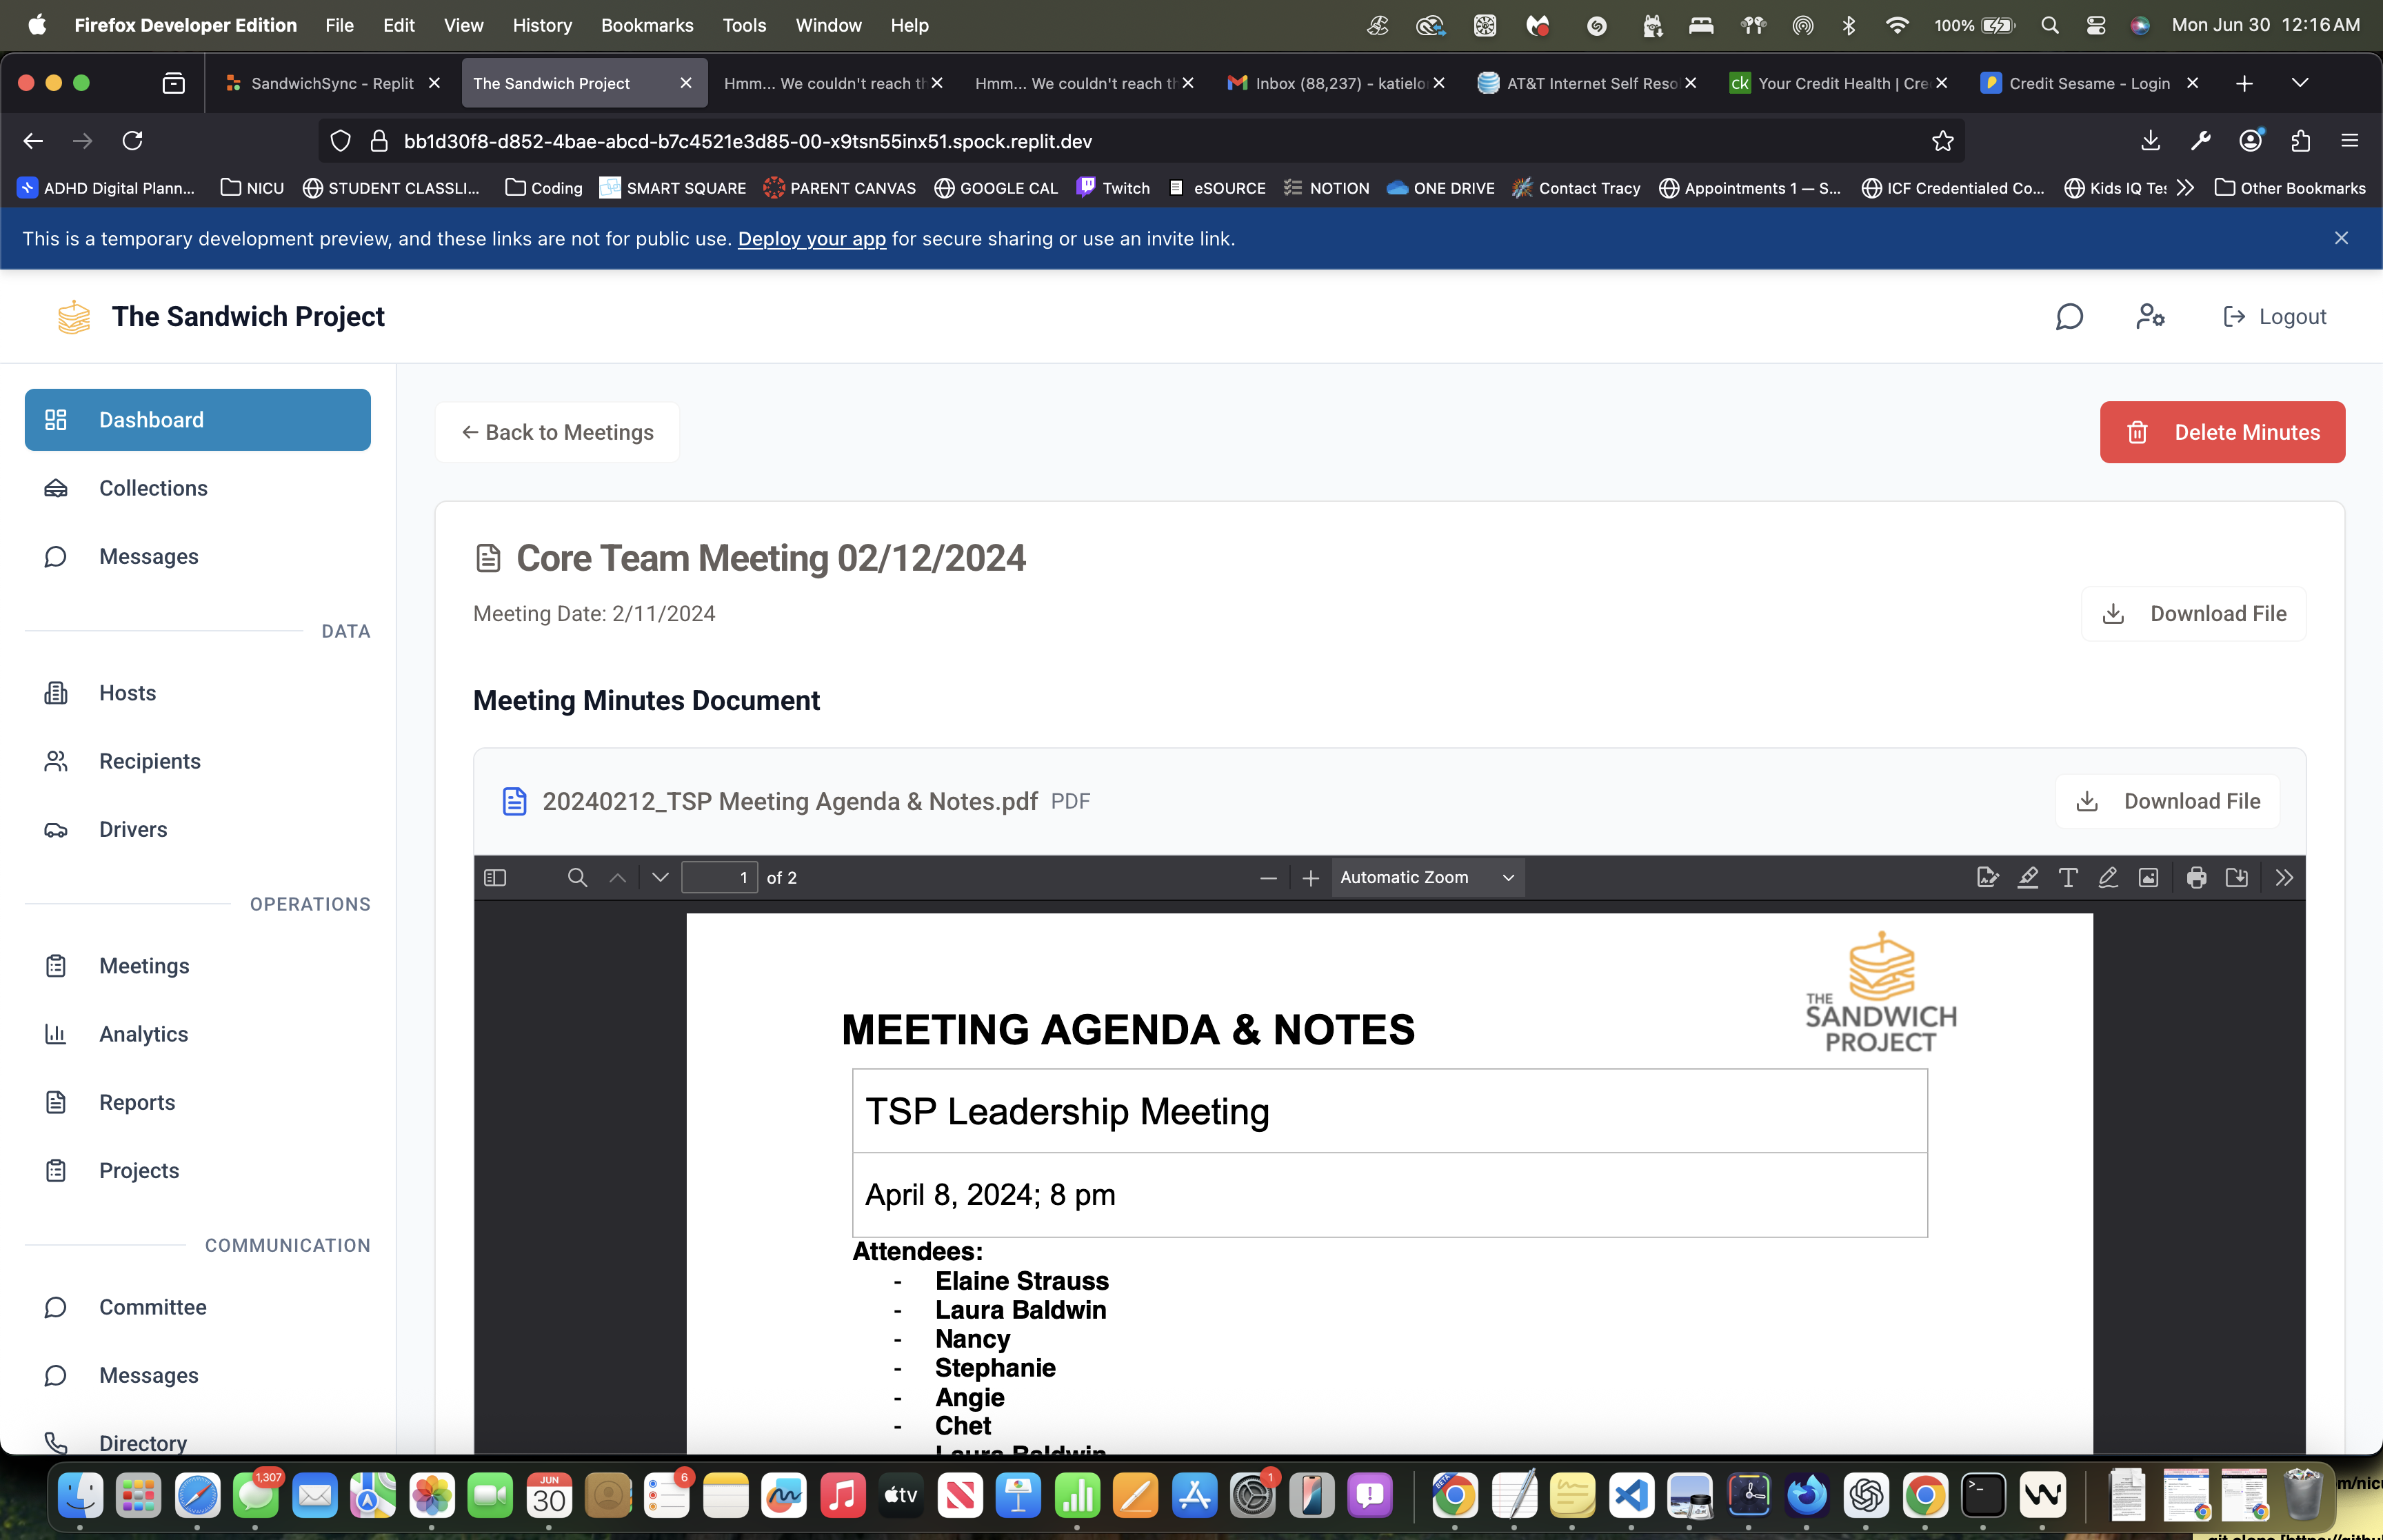 Firefox Developer Edition File Edit View History Bookmarks Tools Window Help 100% Mon Jun 30 12:16 AM
SandwichSync - Replit The Sandwich Project Hmm... We couldn't reach th Hmm... We couldn't reach th Inbox (88,237) - katielo AT&T Internet Self Reso ck Your Credit Health | Cre Credit Sesame - Login
bb1d30f8-d852-4bae-abcd-b7c4521e3d85-00-x9tsn55inx51.spock.replit.dev
ADHD Digital Plann... NICU STUDENT CLASSLI... Coding SMART SQUARE PARENT CANVAS GOOGLE CAL Twitch eSOURCE NOTION ONE DRIVE Contact Tracy Appointments 1 — S... ICF Credentialed Co... Kids IQ Tes Other Bookmarks
This is a temporary development preview, and these links are not for public use. Deploy your app for secure sharing or use an invite link.
The Sandwich Project
Logout
Dashboard
Collections
Messages
DATA
Hosts
Recipients
Drivers
OPERATIONS
Meetings
Analytics
Reports
Projects
COMMUNICATION
Committee
Messages
Directory
← Back to Meetings
Delete Minutes
Core Team Meeting 02/12/2024
Meeting Date: 2/11/2024
Download File
Meeting Minutes Document
20240212_TSP Meeting Agenda & Notes.pdf PDF
Download File
1 of 2
Automatic Zoom
THE
SANDWICH
PROJECT
MEETING AGENDA & NOTES
TSP Leadership Meeting
April 8, 2024; 8 pm
Attendees:
- Elaine Strauss
- Laura Baldwin
- Nancy
- Stephanie
- Angie
- Chet
Laura Baldwin
1,307
JUN
30
6
tv
1
BETA
m/nicu